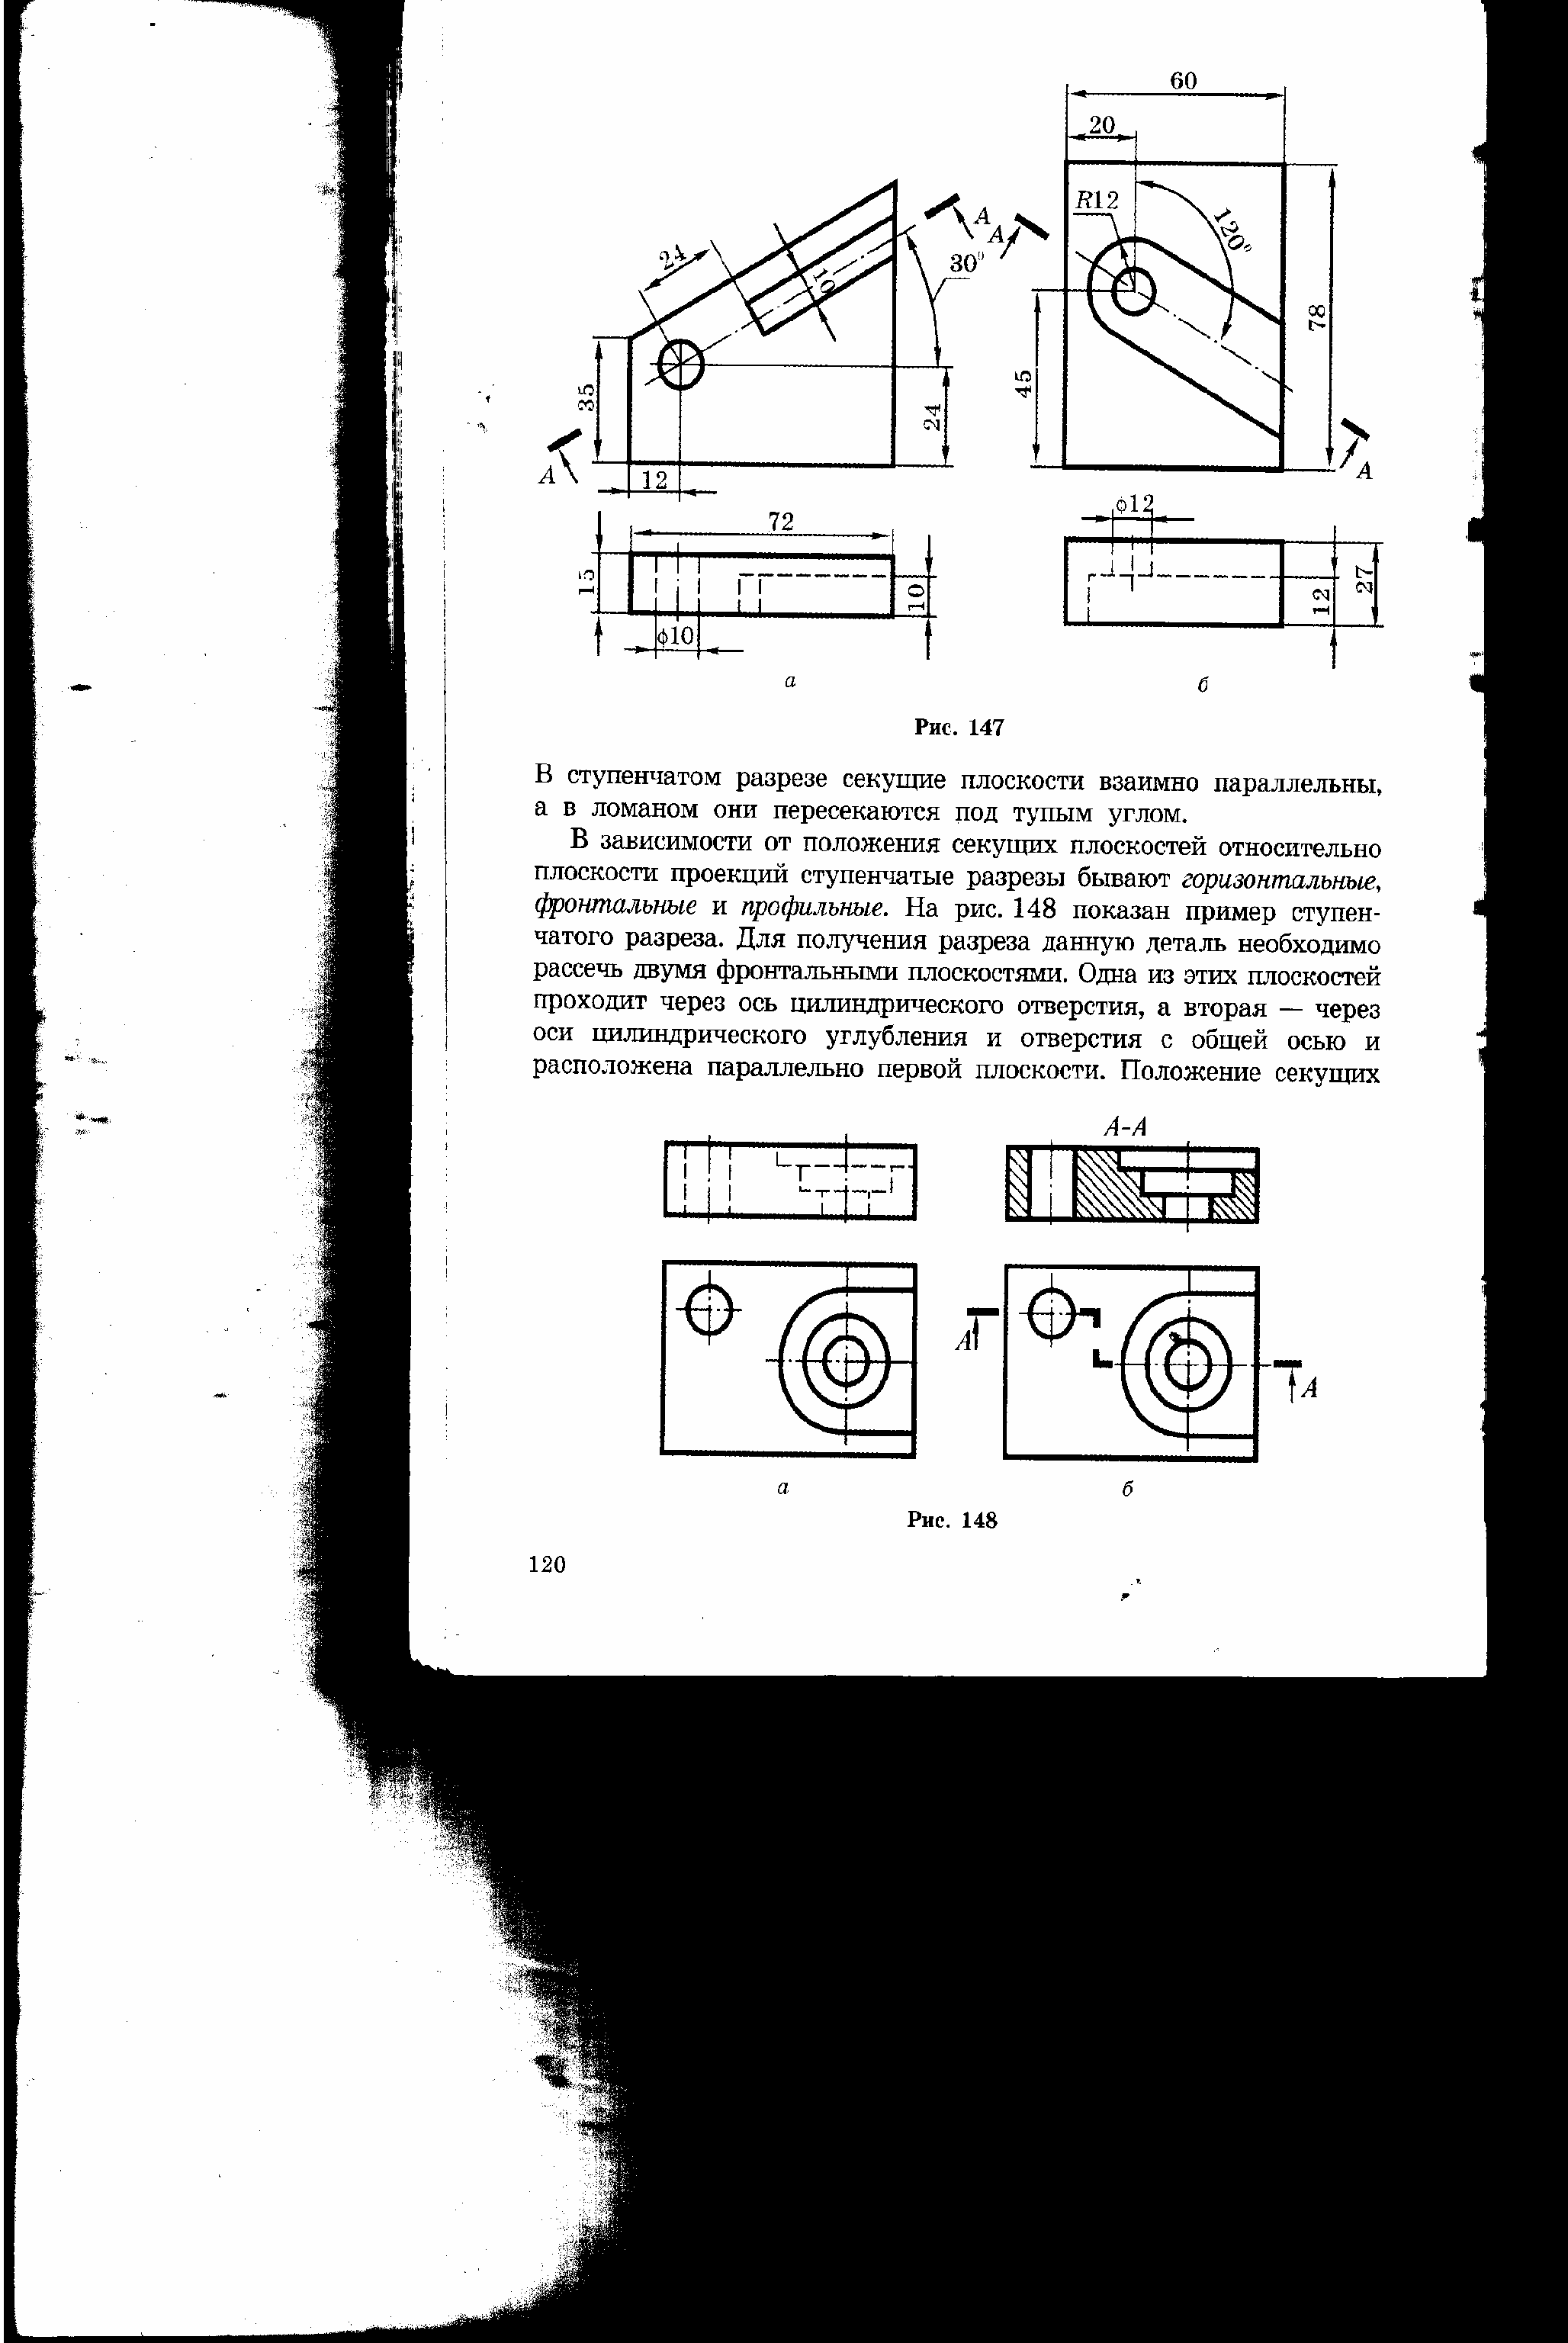 60
20
R12
120°
A
A
24
10
30°
78
35
45
24
A
12
A
ϕ12
72
15
10
27
12
ϕ10
а
б
Рис. 147
В ступенчатом разрезе секущие плоскости взаимно параллельны,
а в ломаном они пересекаются под тупым углом.
В зависимости от положения секущих плоскостей относительно
плоскости проекций ступенчатые разрезы бывают горизонтальные,
фронтальные и профильные. На рис. 148 показан пример ступен-
чатого разреза. Для получения разреза данную деталь необходимо
рассечь двумя фронтальными плоскостями. Одна из этих плоскостей
проходит через ось цилиндрического отверстия, а вторая — через
оси цилиндрического углубления и отверстия с общей осью и
расположена параллельно первой плоскости. Положение секущих
А-А
А
А
а
б
Рис. 148
120